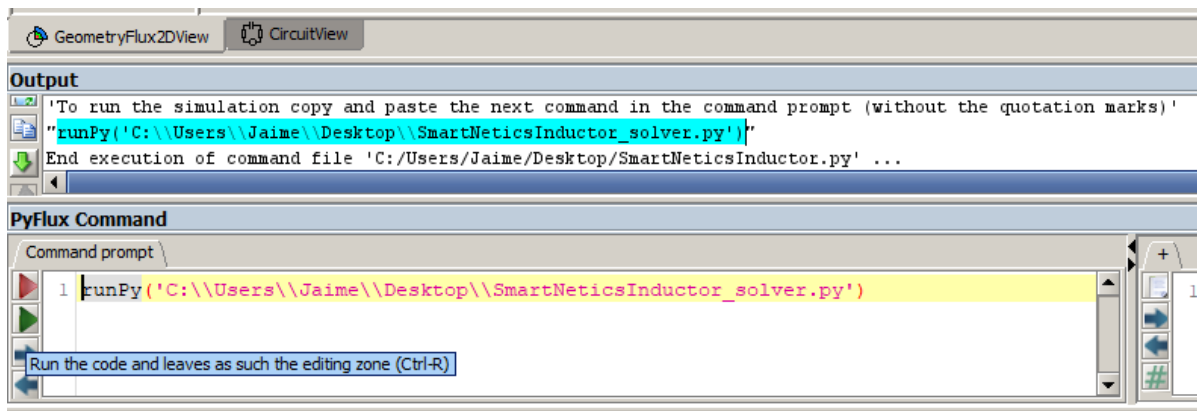 GeometryFlux2DView CircuitView
Output
'To run the simulation copy and paste the next command in the command prompt (without the quotation marks)'
"runPy('C:\\Users\\Jaime\\Desktop\\SmartNeticsInductor_solver.py')"
End execution of command file 'C:/Users/Jaime/Desktop/SmartNeticsInductor.py' ...
PyFlux Command
Command prompt +
1 runPy('C:\\Users\\Jaime\\Desktop\\SmartNeticsInductor_solver.py') 1
Run the code and leaves as such the editing zone (Ctrl-R)
#